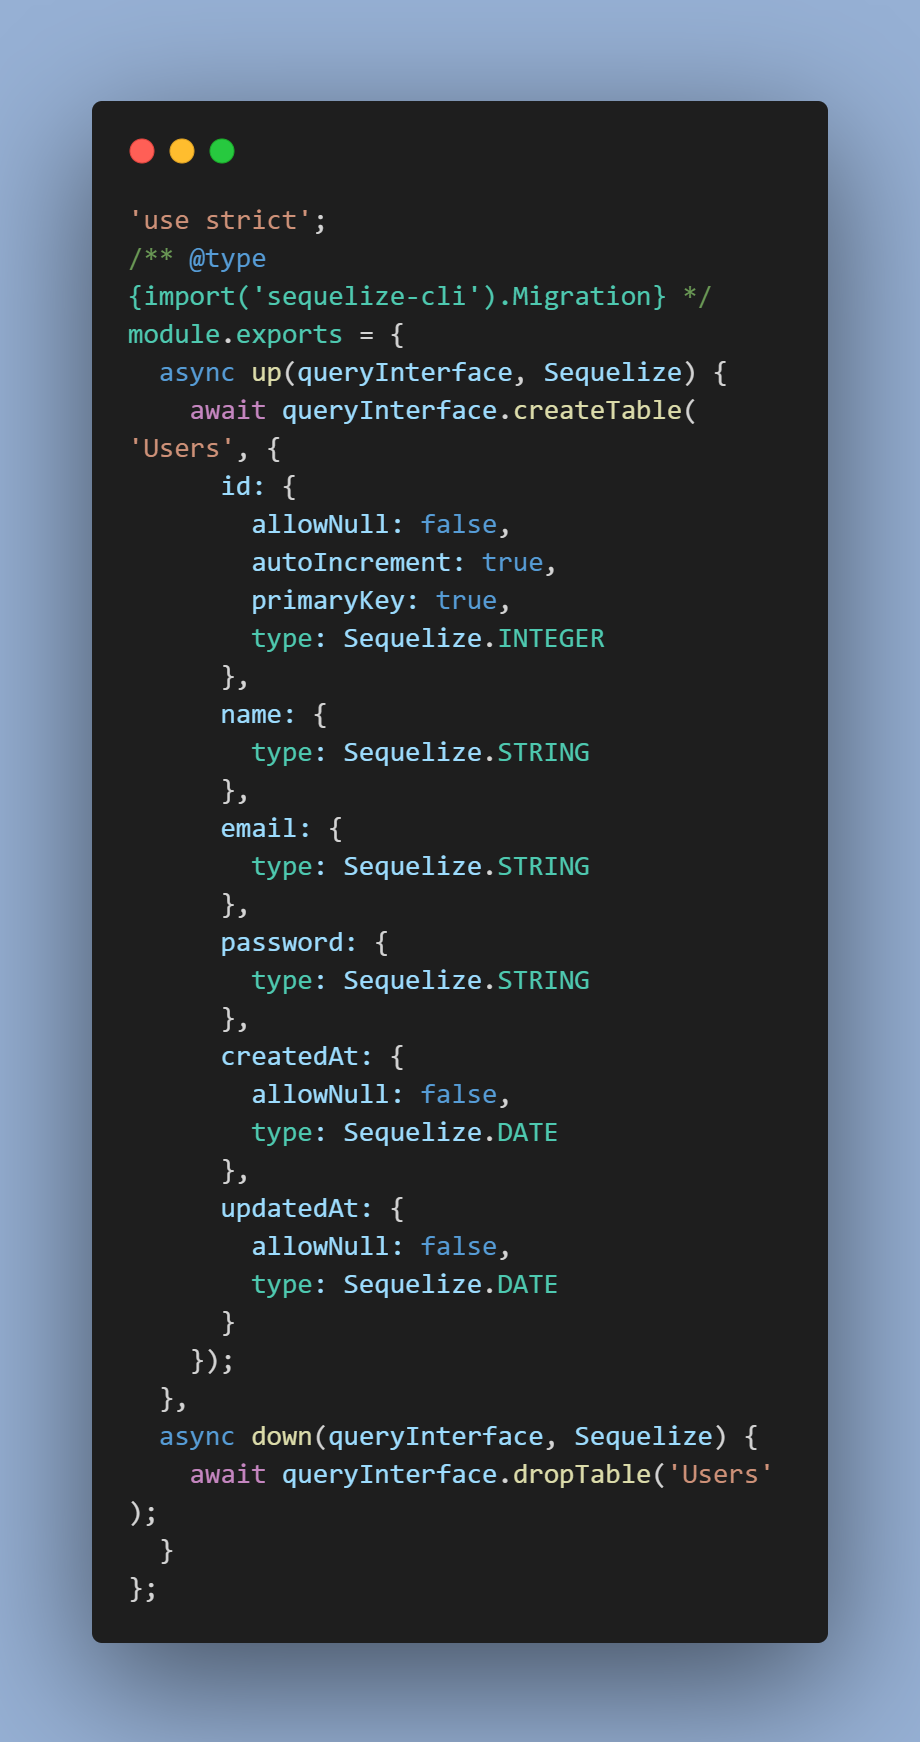 'use strict';
/** @type
{import('sequelize-cli').Migration} */
module.exports = {
  async up(queryInterface, Sequelize) {
    await queryInterface.createTable(
'Users', {
      id: {
        allowNull: false,
        autoIncrement: true,
        primaryKey: true,
        type: Sequelize.INTEGER
      },
      name: {
        type: Sequelize.STRING
      },
      email: {
        type: Sequelize.STRING
      },
      password: {
        type: Sequelize.STRING
      },
      createdAt: {
        allowNull: false,
        type: Sequelize.DATE
      },
      updatedAt: {
        allowNull: false,
        type: Sequelize.DATE
      }
    });
  },
  async down(queryInterface, Sequelize) {
    await queryInterface.dropTable('Users'
);
  }
};